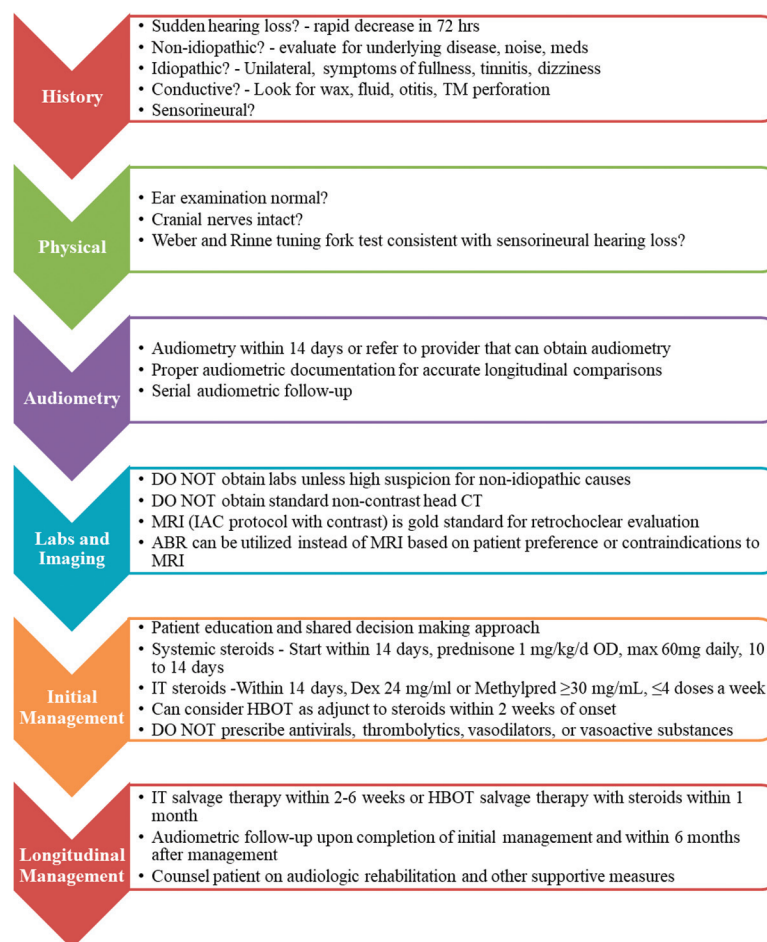 History
• Sudden hearing loss? - rapid decrease in 72 hrs
• Non-idiopathic? - evaluate for underlying disease, noise, meds
• Idiopathic? - Unilateral, symptoms of fullness, tinnitis, dizziness
• Conductive? - Look for wax, fluid, otitis, TM perforation
• Sensorineural?
Physical
• Ear examination normal?
• Cranial nerves intact?
• Weber and Rinne tuning fork test consistent with sensorineural hearing loss?
Audiometry
• Audiometry within 14 days or refer to provider that can obtain audiometry
• Proper audiometric documentation for accurate longitudinal comparisons
• Serial audiometric follow-up
Labs and
Imaging
• DO NOT obtain labs unless high suspicion for non-idiopathic causes
• DO NOT obtain standard non-contrast head CT
• MRI (IAC protocol with contrast) is gold standard for retrochoclear evaluation
• ABR can be utilized instead of MRI based on patient preference or contraindications to
MRI
Initial
Management
• Patient education and shared decision making approach
• Systemic steroids - Start within 14 days, prednisone 1 mg/kg/d OD, max 60mg daily, 10
to 14 days
• IT steroids -Within 14 days, Dex 24 mg/ml or Methylpred ≥30 mg/mL, ≤4 doses a week
• Can consider HBOT as adjunct to steroids within 2 weeks of onset
• DO NOT prescribe antivirals, thrombolytics, vasodilators, or vasoactive substances
Longitudinal
Management
• IT salvage therapy within 2-6 weeks or HBOT salvage therapy with steroids within 1
month
• Audiometric follow-up upon completion of initial management and within 6 months
after management
• Counsel patient on audiologic rehabilitation and other supportive measures